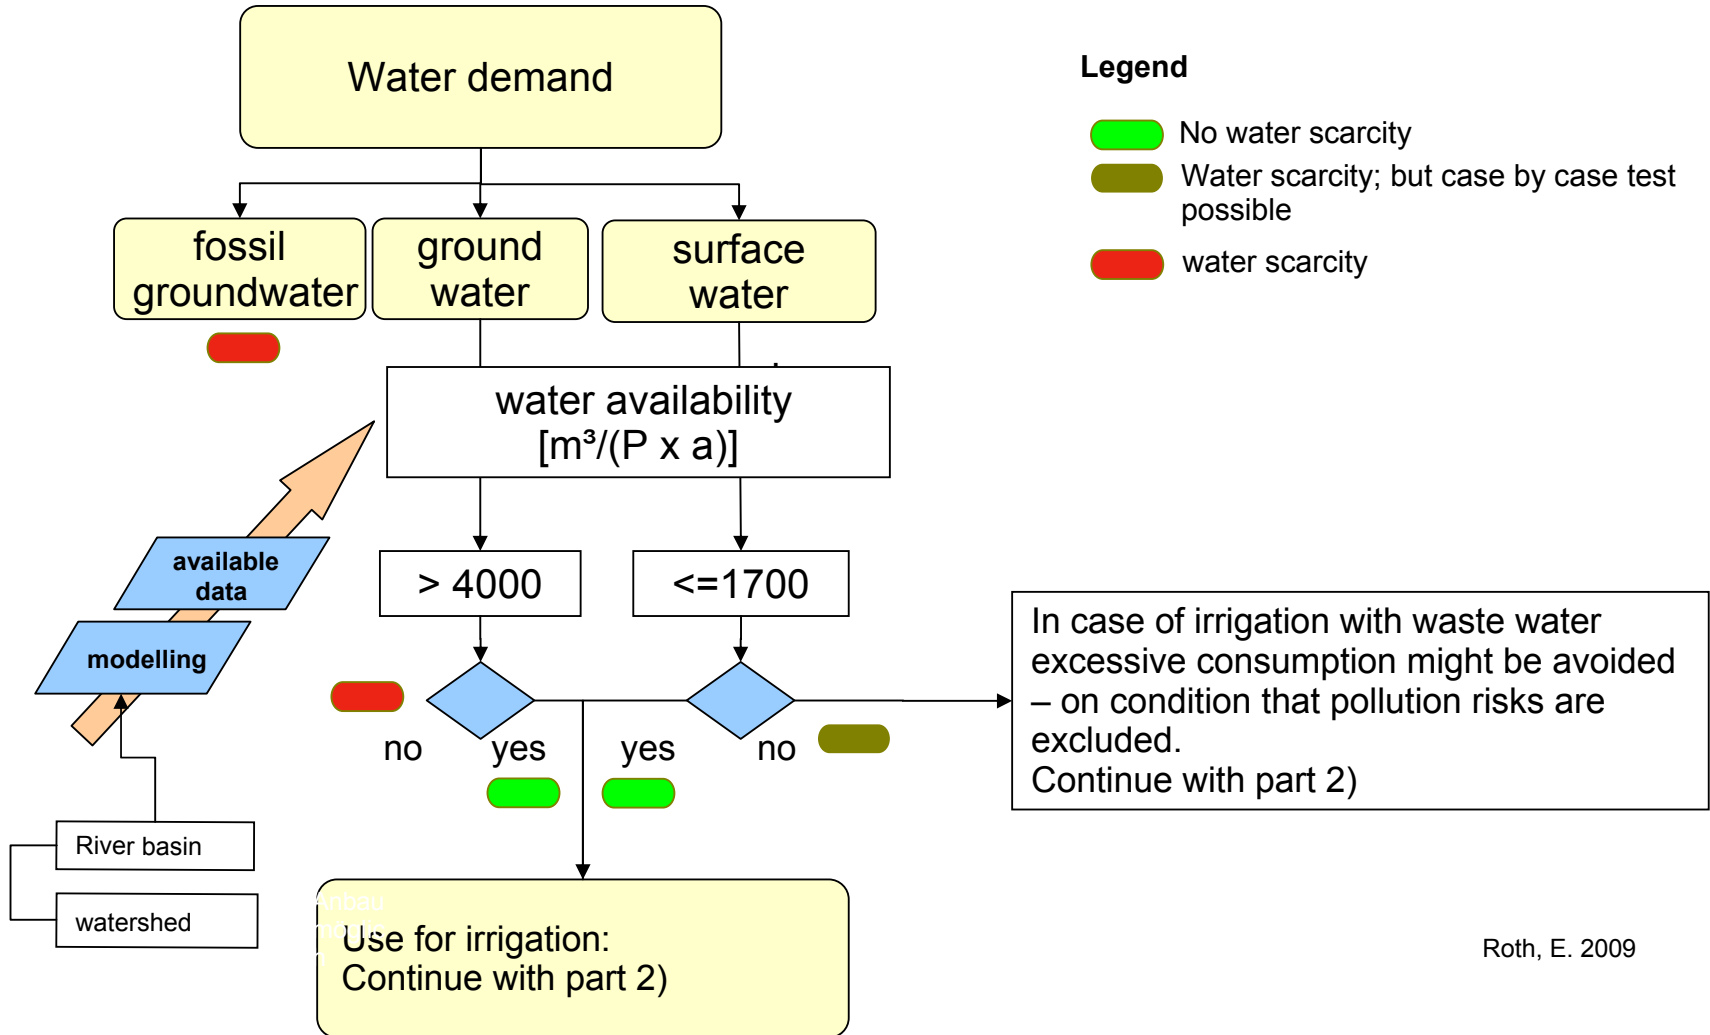 Water demand
Legend
No water scarcity
Water scarcity; but case by case test
possible
water scarcity
fossil
groundwater
ground
water
surface
water
water availability
[m³/(P x a)]
available
data
modelling
> 4000
<=1700
In case of irrigation with waste water
excessive consumption might be avoided
– on condition that pollution risks are
excluded.
Continue with part 2)
no
yes
yes
no
River basin
watershed
Anbau
Use for irrigation:
Continue with part 2)
Roth, E. 2009